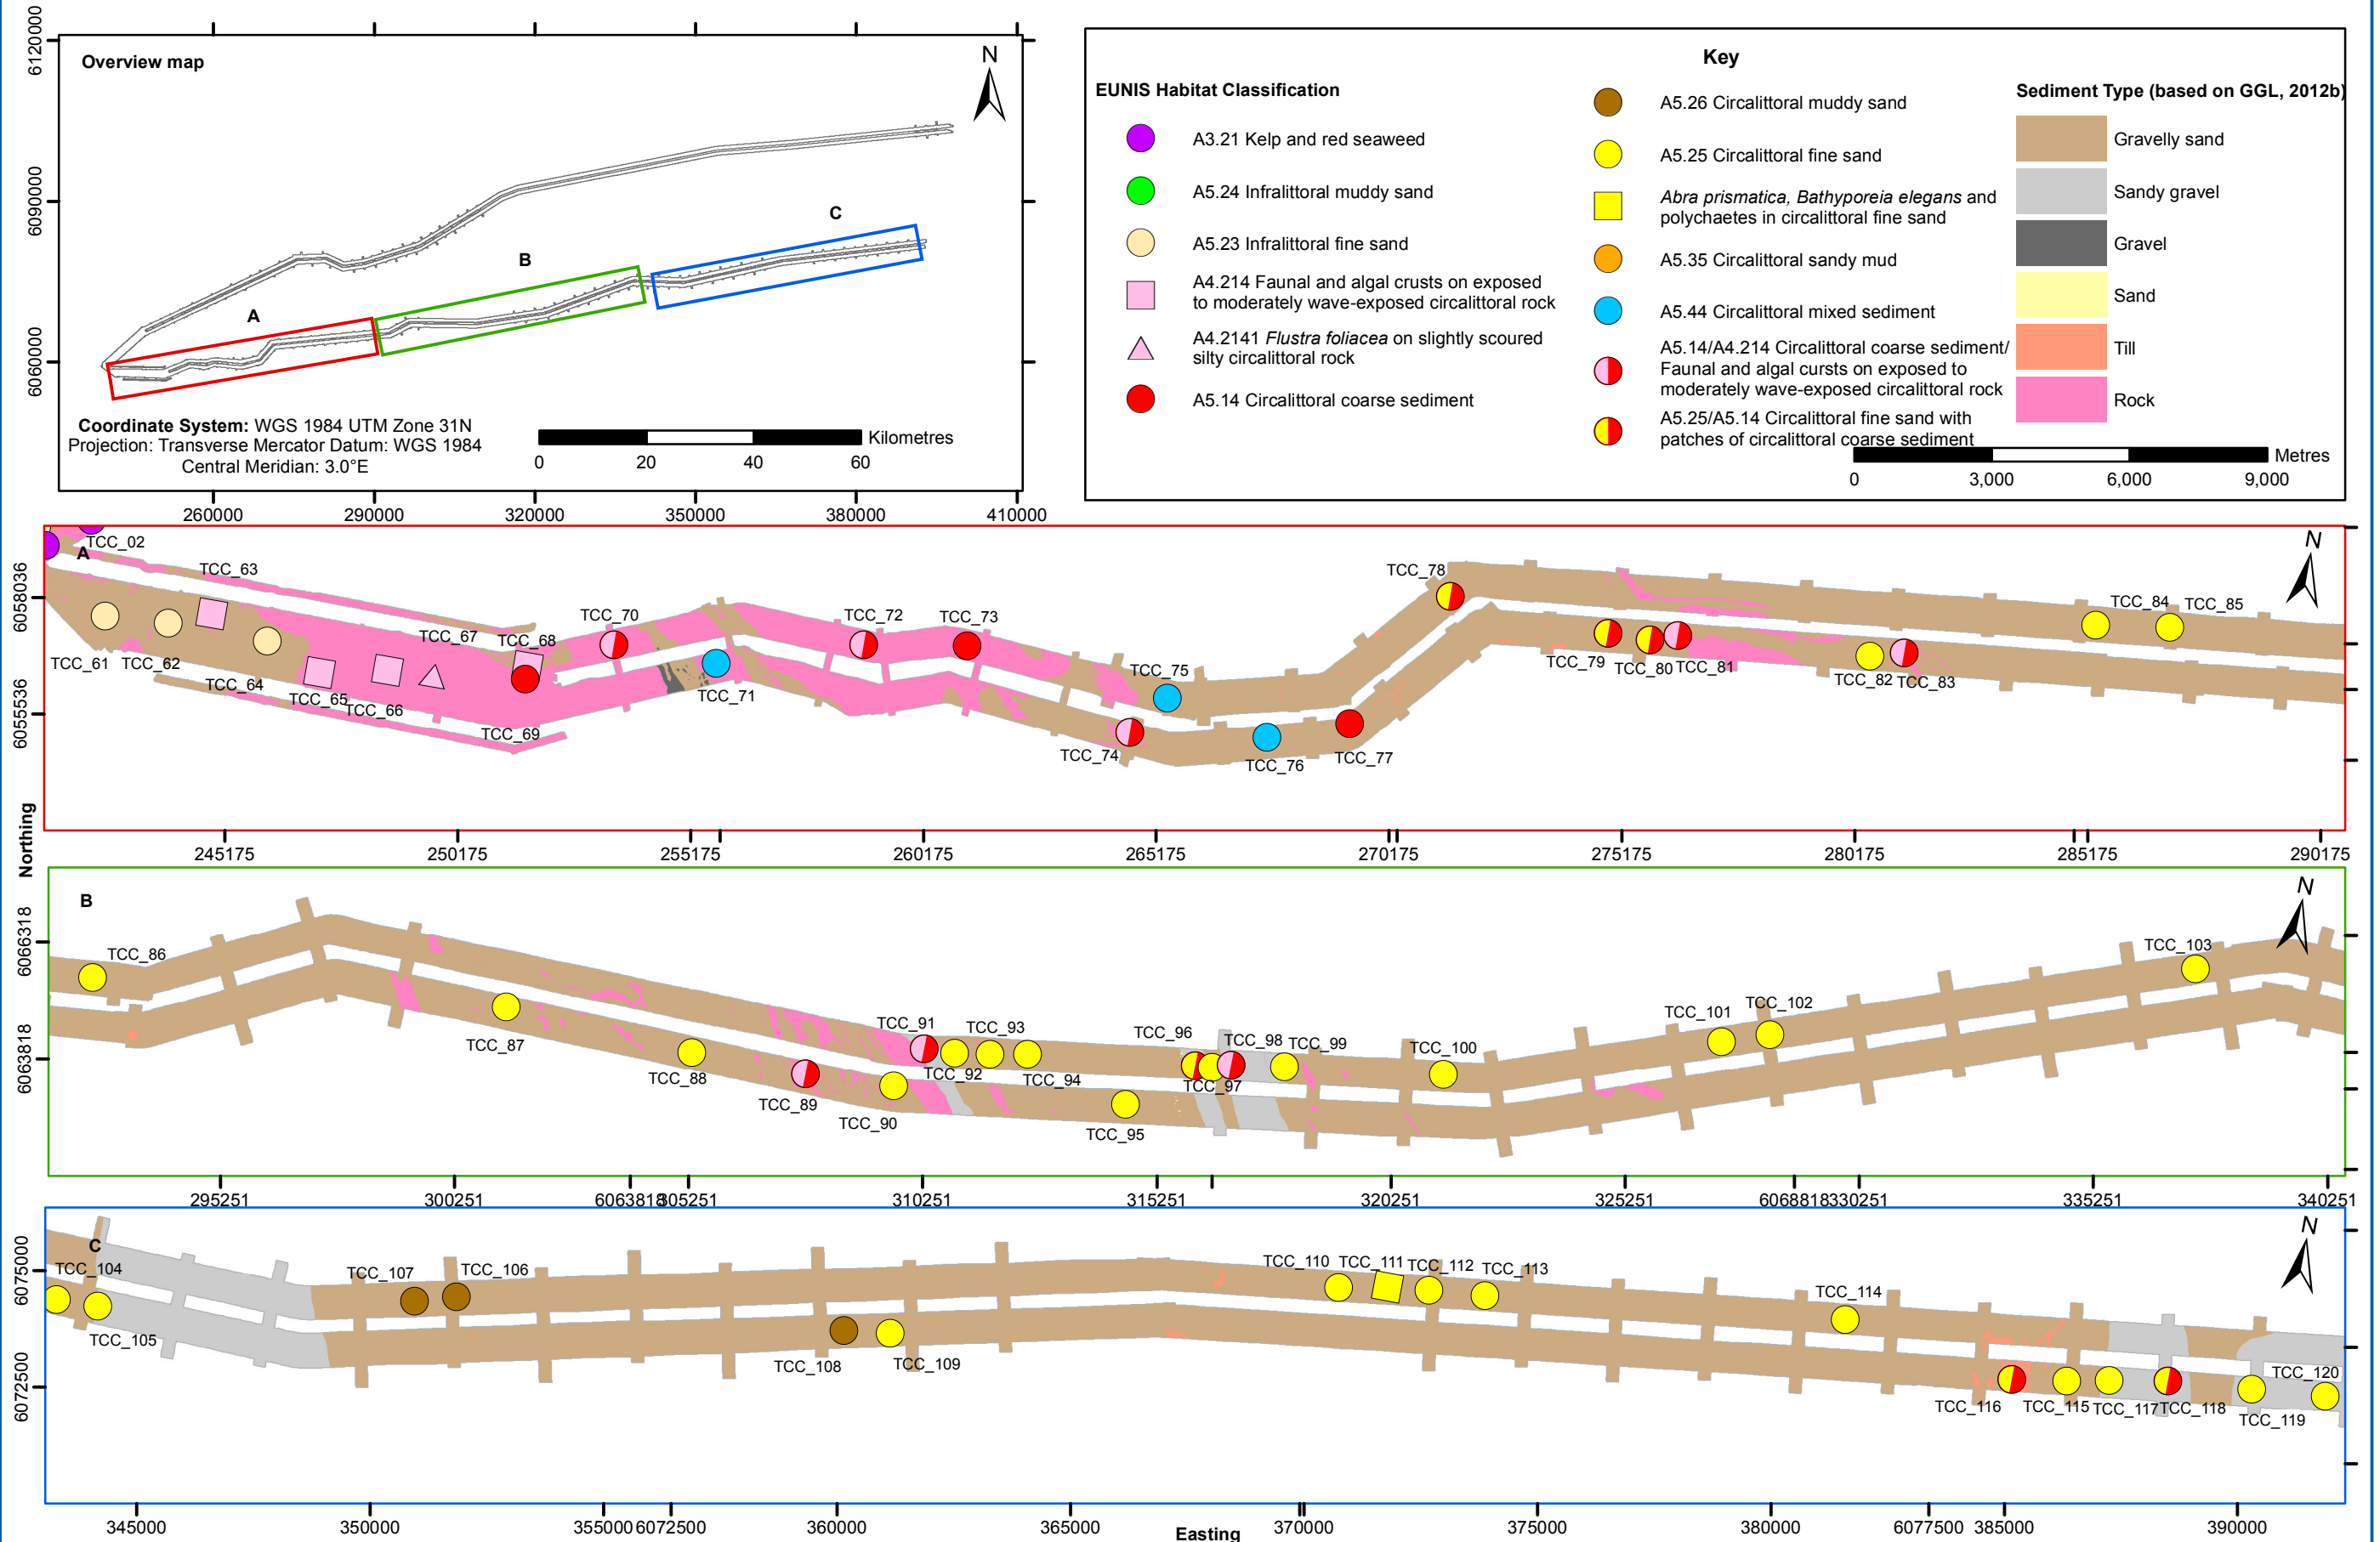 Overview map
N
A
B
C
6120000
6090000
6060000
Coordinate System: WGS 1984 UTM Zone 31N
Projection: Transverse Mercator Datum: WGS 1984
Central Meridian: 3.0°E
Kilometres
0 20 40 60
260000 290000 320000 350000 380000 410000
Key
EUNIS Habitat Classification
A3.21 Kelp and red seaweed
A5.24 Infralittoral muddy sand
A5.23 Infralittoral fine sand
A4.214 Faunal and algal crusts on exposed
to moderately wave-exposed circalittoral rock
A4.2141 Flustra foliacea on slightly scoured
silty circalittoral rock
A5.14 Circalittoral coarse sediment
A5.26 Circalittoral muddy sand
A5.25 Circalittoral fine sand
Abra prismatica, Bathyporeia elegans and
polychaetes in circalittoral fine sand
A5.35 Circalittoral sandy mud
A5.44 Circalittoral mixed sediment
A5.14/A4.214 Circalittoral coarse sediment/
Faunal and algal cursts on exposed to
moderately wave-exposed circalittoral rock
A5.25/A5.14 Circalittoral fine sand with
patches of circalittoral coarse sediment
Sediment Type (based on GGL, 2012b)
Gravelly sand
Sandy gravel
Gravel
Sand
Till
Rock
Metres
0 3,000 6,000 9,000
Northing
A
N
6058036
6055536
TCC_02
TCC_63
TCC_61
TCC_62
TCC_64
TCC_65
TCC_66
TCC_67
TCC_68
TCC_69
TCC_70
TCC_71
TCC_72
TCC_73
TCC_74
TCC_75
TCC_76
TCC_77
TCC_78
TCC_79
TCC_80
TCC_81
TCC_82
TCC_83
TCC_84
TCC_85
245175 250175 255175 260175 265175 270175 275175 280175 285175 290175
B
N
6066318
6063818
TCC_86
TCC_87
TCC_88
TCC_89
TCC_90
TCC_91
TCC_92
TCC_93
TCC_94
TCC_95
TCC_96
TCC_97
TCC_98
TCC_99
TCC_100
TCC_101
TCC_102
TCC_103
295251 300251 6063818 305251 310251 315251 320251 325251 6068818 330251 335251 340251
C
N
6075000
6072500
TCC_104
TCC_105
TCC_107
TCC_106
TCC_108
TCC_109
TCC_110
TCC_111
TCC_112
TCC_113
TCC_114
TCC_116
TCC_115
TCC_117
TCC_118
TCC_119
TCC_120
345000 350000 355000 6072500 360000 365000 370000 375000 380000 6077500 385000 390000
Easting